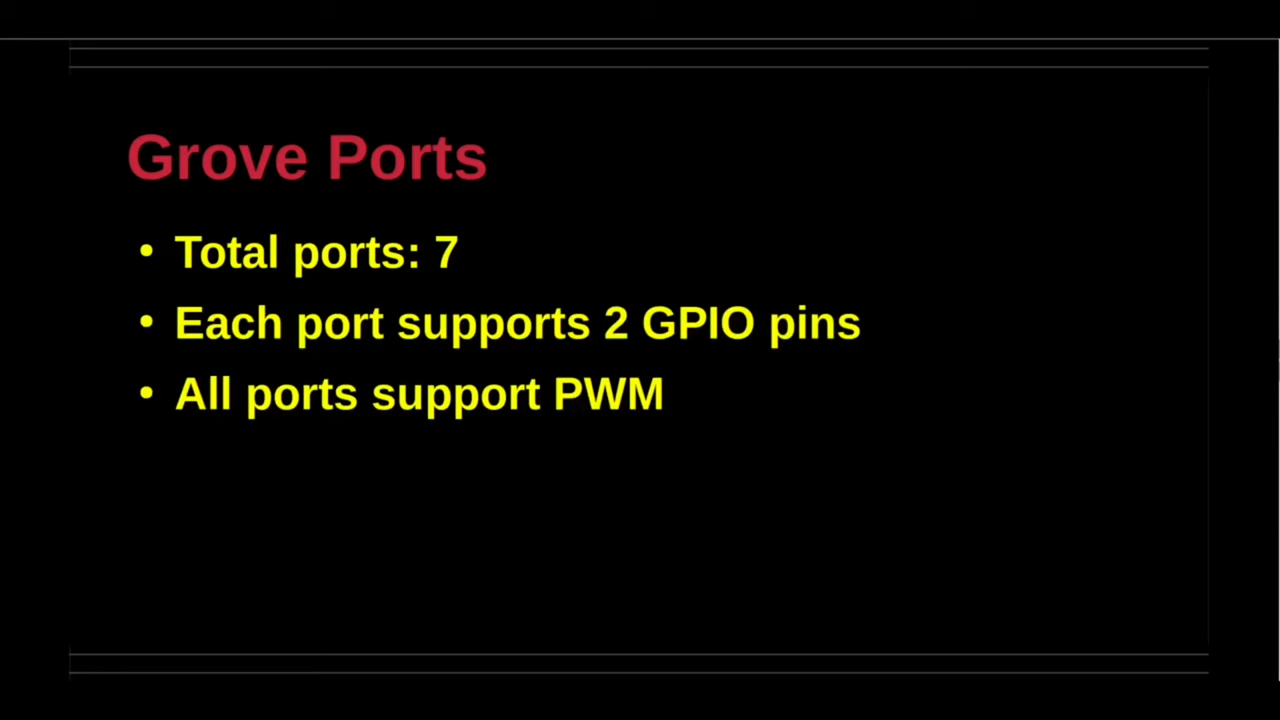 Grove Ports
• Total ports: 7
• Each port supports 2 GPIO pins
• All ports support PWM